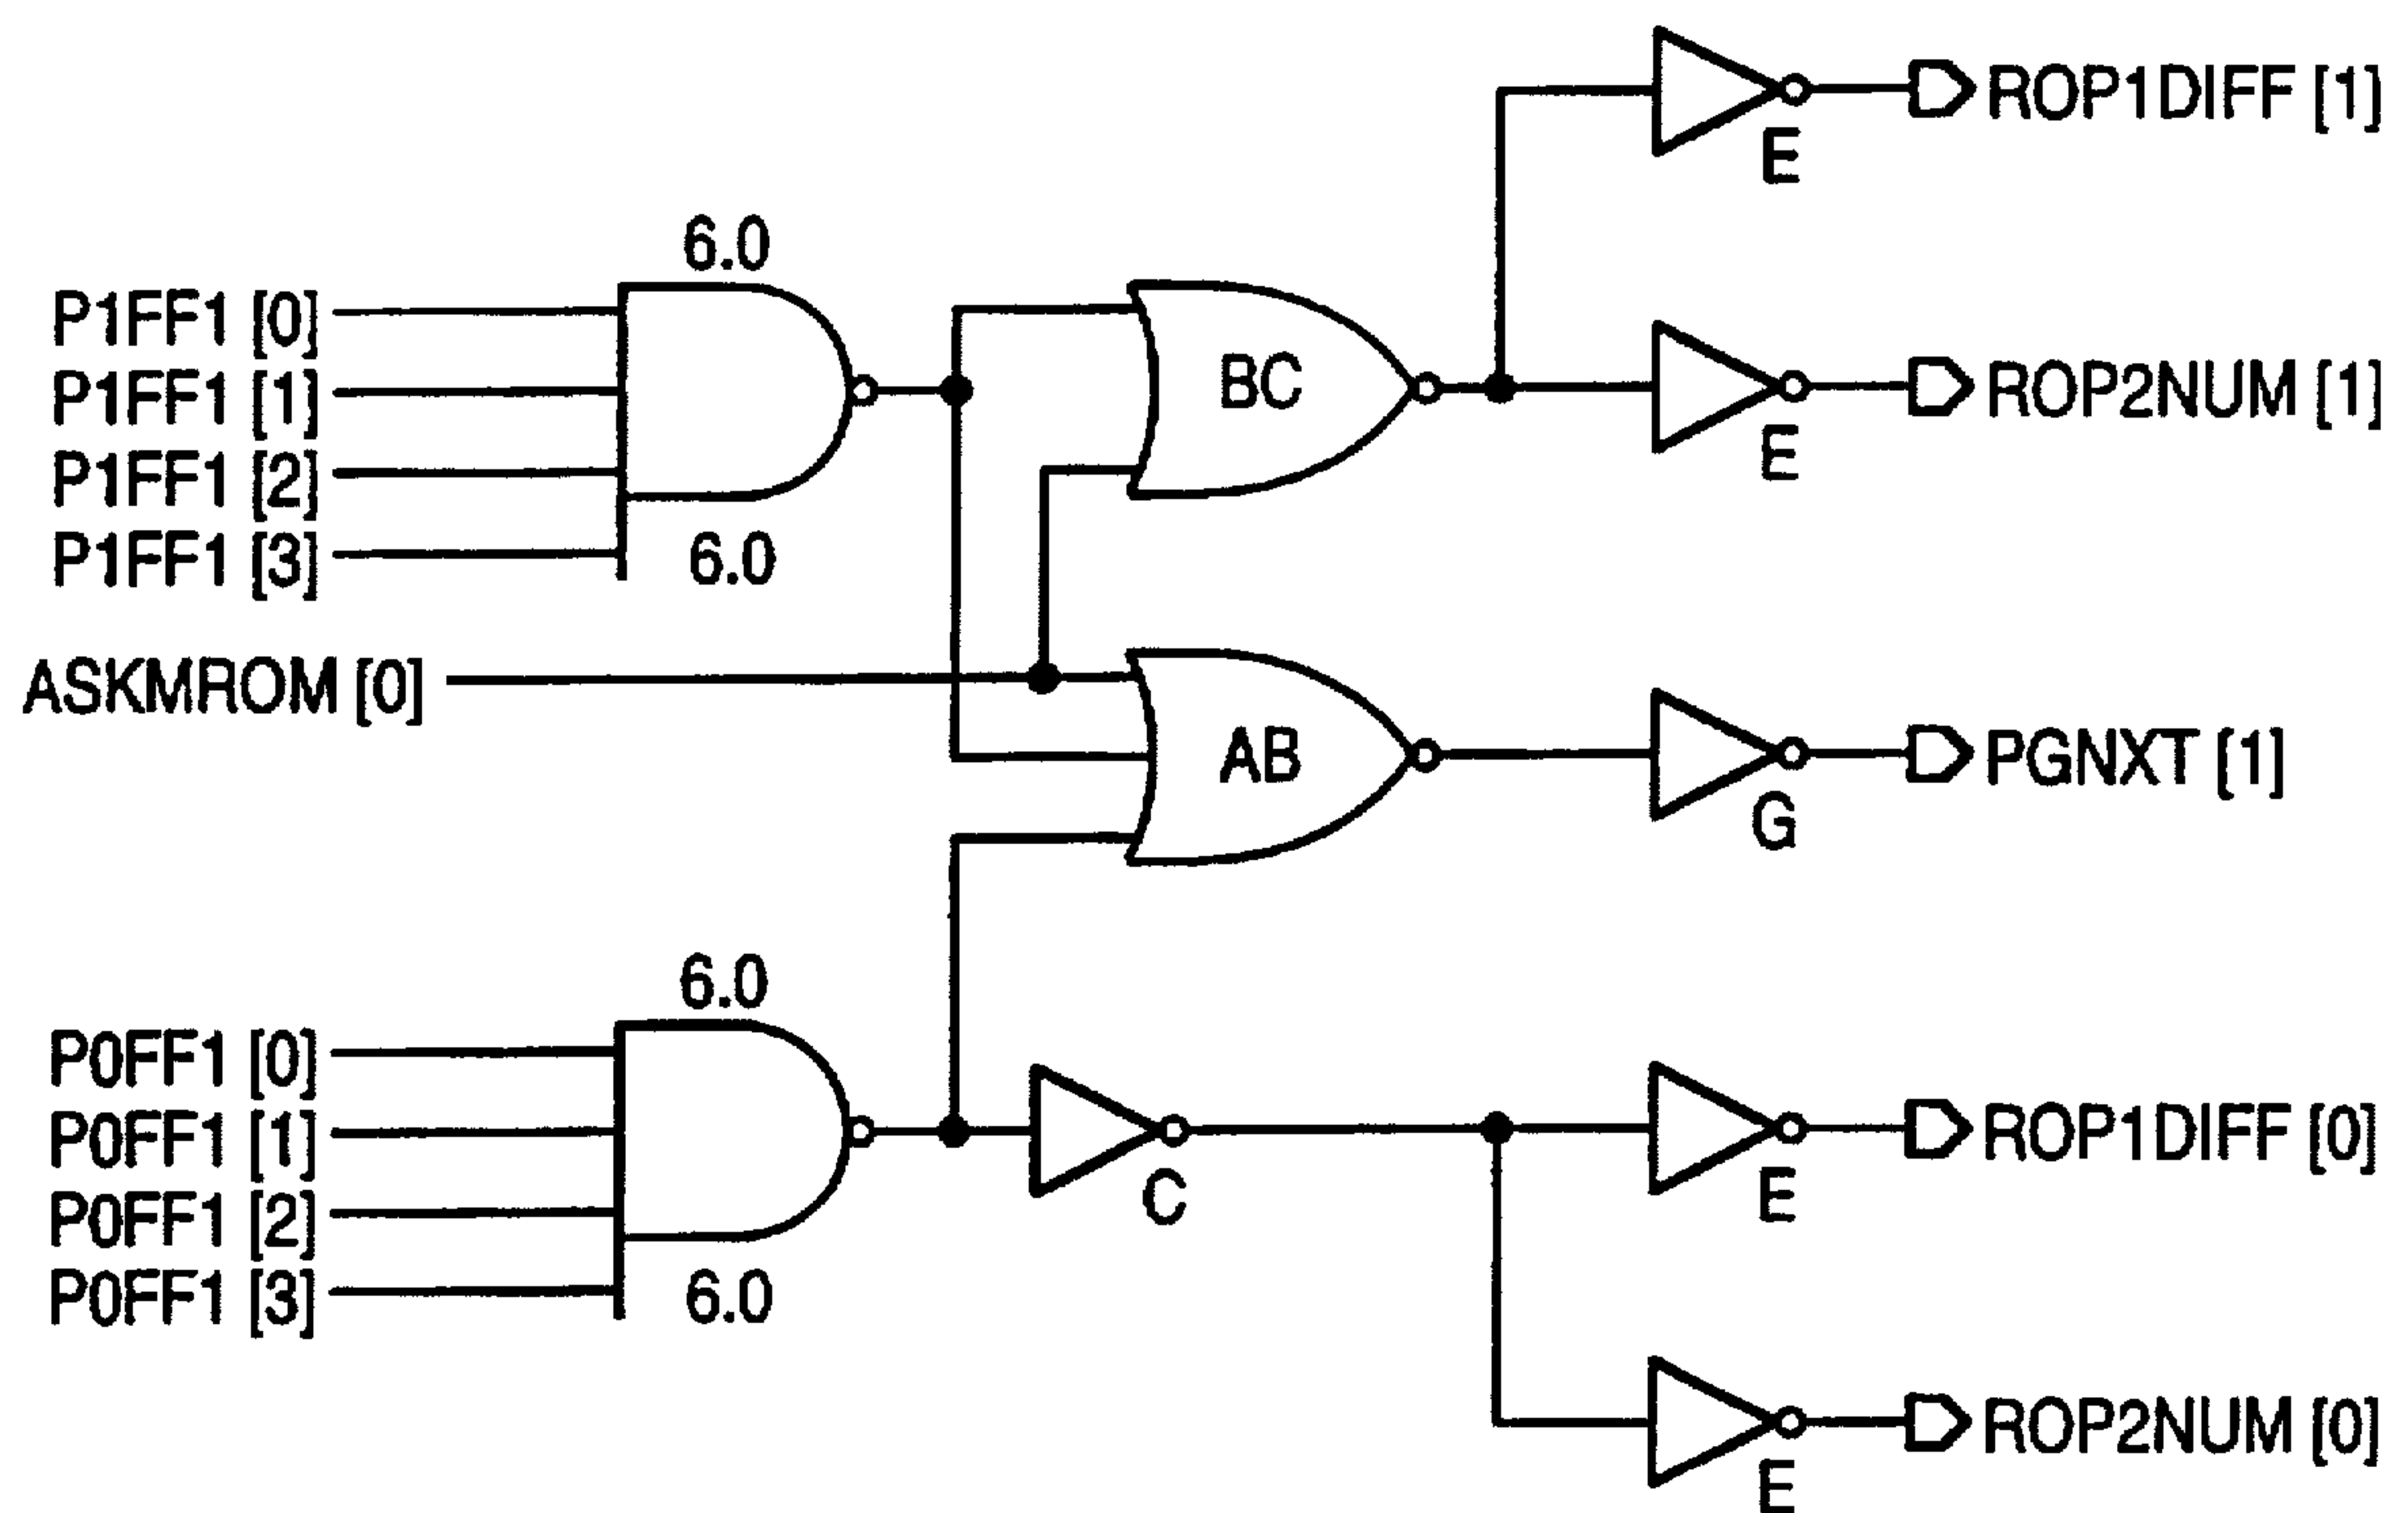 ROP1DIFF [1]
E
6.0
P1FF1 [0]
P1FF1 [1]
P1FF1 [2]
P1FF1 [3]
6.0
BC
ROP2NUM [1]
E
ASKMROM [0]
AB
PGNXT [1]
G
6.0
P0FF1 [0]
P0FF1 [1]
P0FF1 [2]
P0FF1 [3]
6.0
C
ROP1DIFF [0]
E
ROP2NUM [0]
E